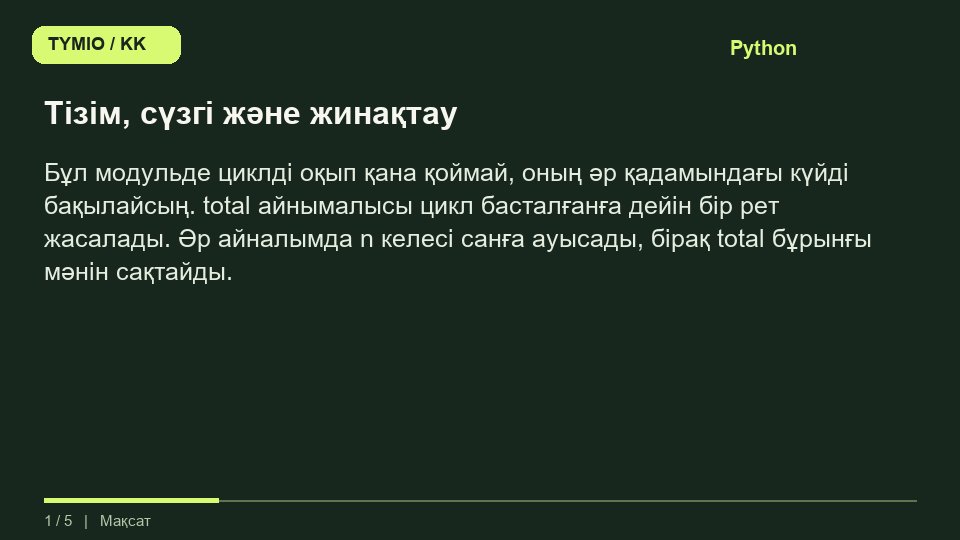 TYMIO / KK
Python
Тізім, сүзгі және жинақтау
Бұл модульде циклді оқып қана қоймай, оның әр қадамындағы күйді
бақылайсың. total айнымалысы цикл басталғанға дейін бір рет
жасалады. Әр айналымда n келесі санға ауысады, бірақ total бұрынғы
мәнін сақтайды.
1 / 5 | Мақсат